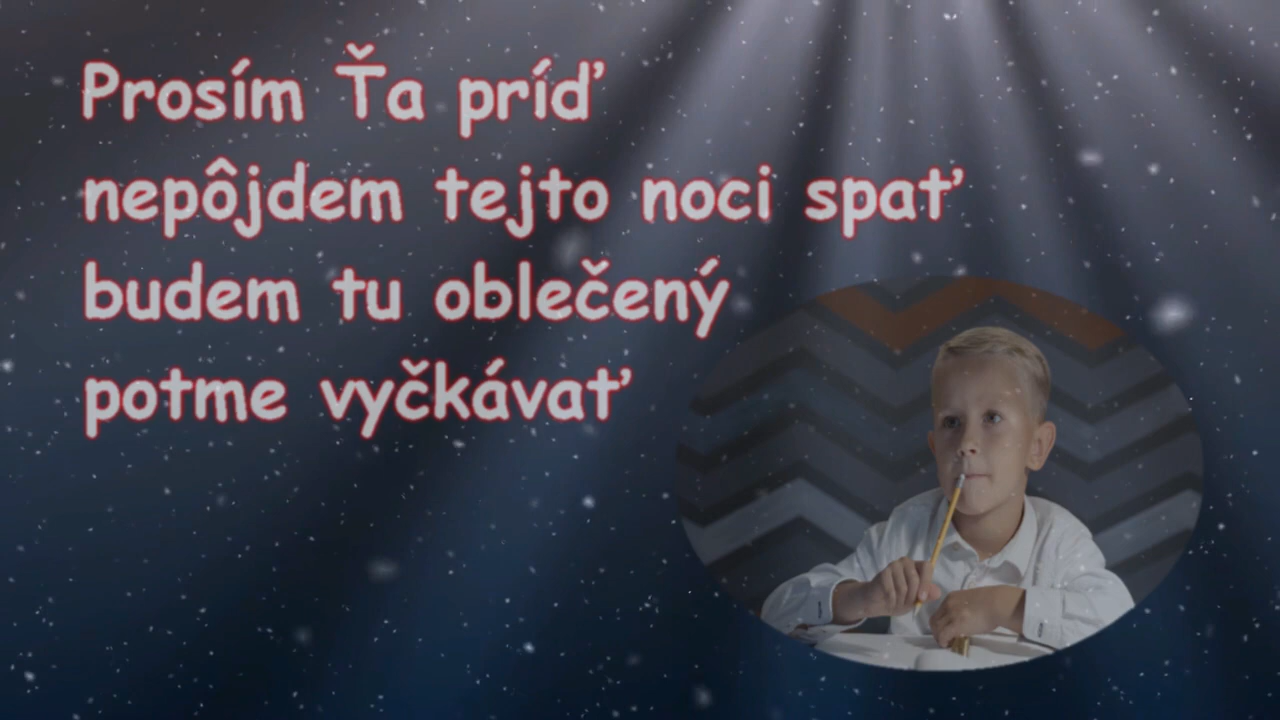 Prosím Ťa príď
nepôjdem tejto noci spať
budem tu oblečený
potme vyčkávať